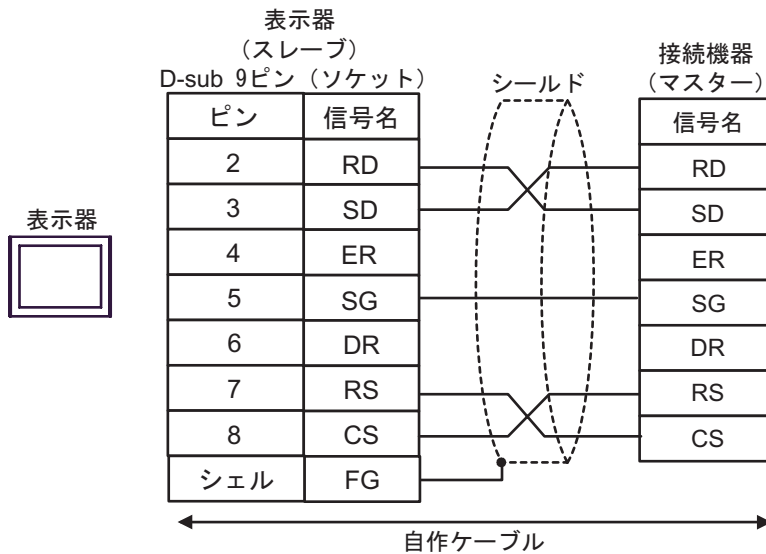 表示器
(スレーブ)
D-sub 9ピン (ソケット)
シールド
接続機器
(マスター)
ピン 信号名
信号名
2 RD
RD
3 SD
SD
表示器
4 ER
ER
5 SG
SG
6 DR
DR
7 RS
RS
8 CS
CS
シェル FG
自作ケーブル